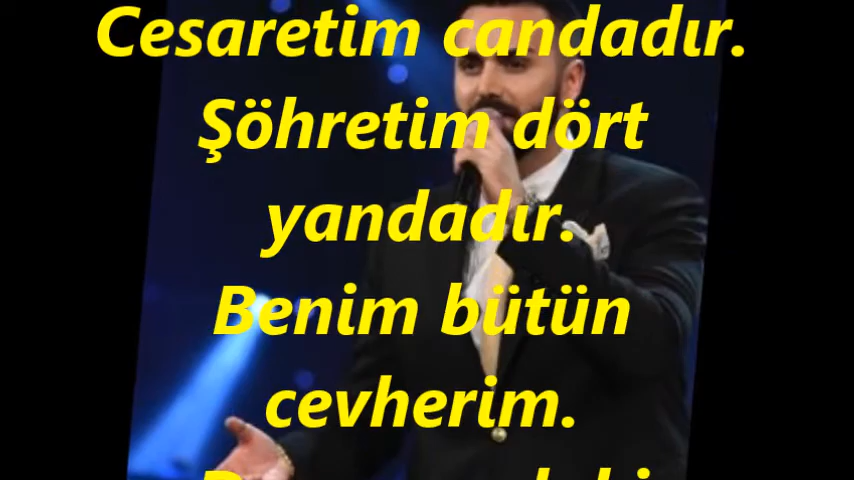 Cesaretim candadır.
Şöhretim dört
yandadır.
Benim bütün
cevherim.